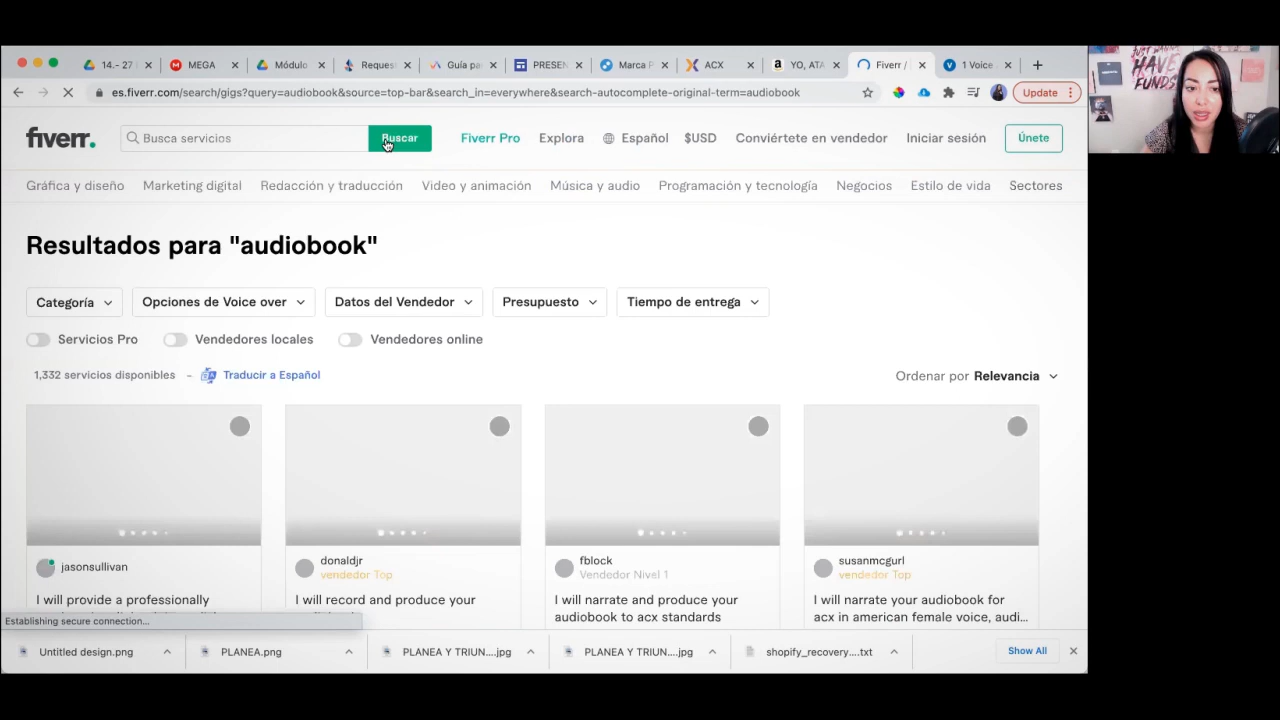 14.- 27
MEGA
Módulo
Reques
Guía pa
PRESEN
Marca P
ACX
YO, ATA
Fiverr /
1 Voice
es.fiverr.com/search/gigs?query=audiobook&source=top-bar&search_in=everywhere&search-autocomplete-original-term=audiobook
Update
JUST WANNA
HAVE
FUNDS
fiverr.
Busca servicios
Buscar
Fiverr Pro
Explora
Español
$USD
Conviértete en vendedor
Iniciar sesión
Únete
Gráfica y diseño
Marketing digital
Redacción y traducción
Video y animación
Música y audio
Programación y tecnología
Negocios
Estilo de vida
Sectores
Resultados para "audiobook"
Categoría
Opciones de Voice over
Datos del Vendedor
Presupuesto
Tiempo de entrega
Servicios Pro
Vendedores locales
Vendedores online
1,332 servicios disponibles
Traducir a Español
Ordenar por Relevancia
jasonsullivan
I will provide a professionally
donaldjr
vendedor Top
I will record and produce your
fblock
Vendedor Nivel 1
I will narrate and produce your
audiobook to acx standards
susanmcgurl
vendedor Top
I will narrate your audiobook for
acx in american female voice, audi...
Establishing secure connection...
Untitled design.png
PLANEA.png
PLANEA Y TRIUN....jpg
PLANEA Y TRIUN....jpg
shopify_recovery....txt
Show All